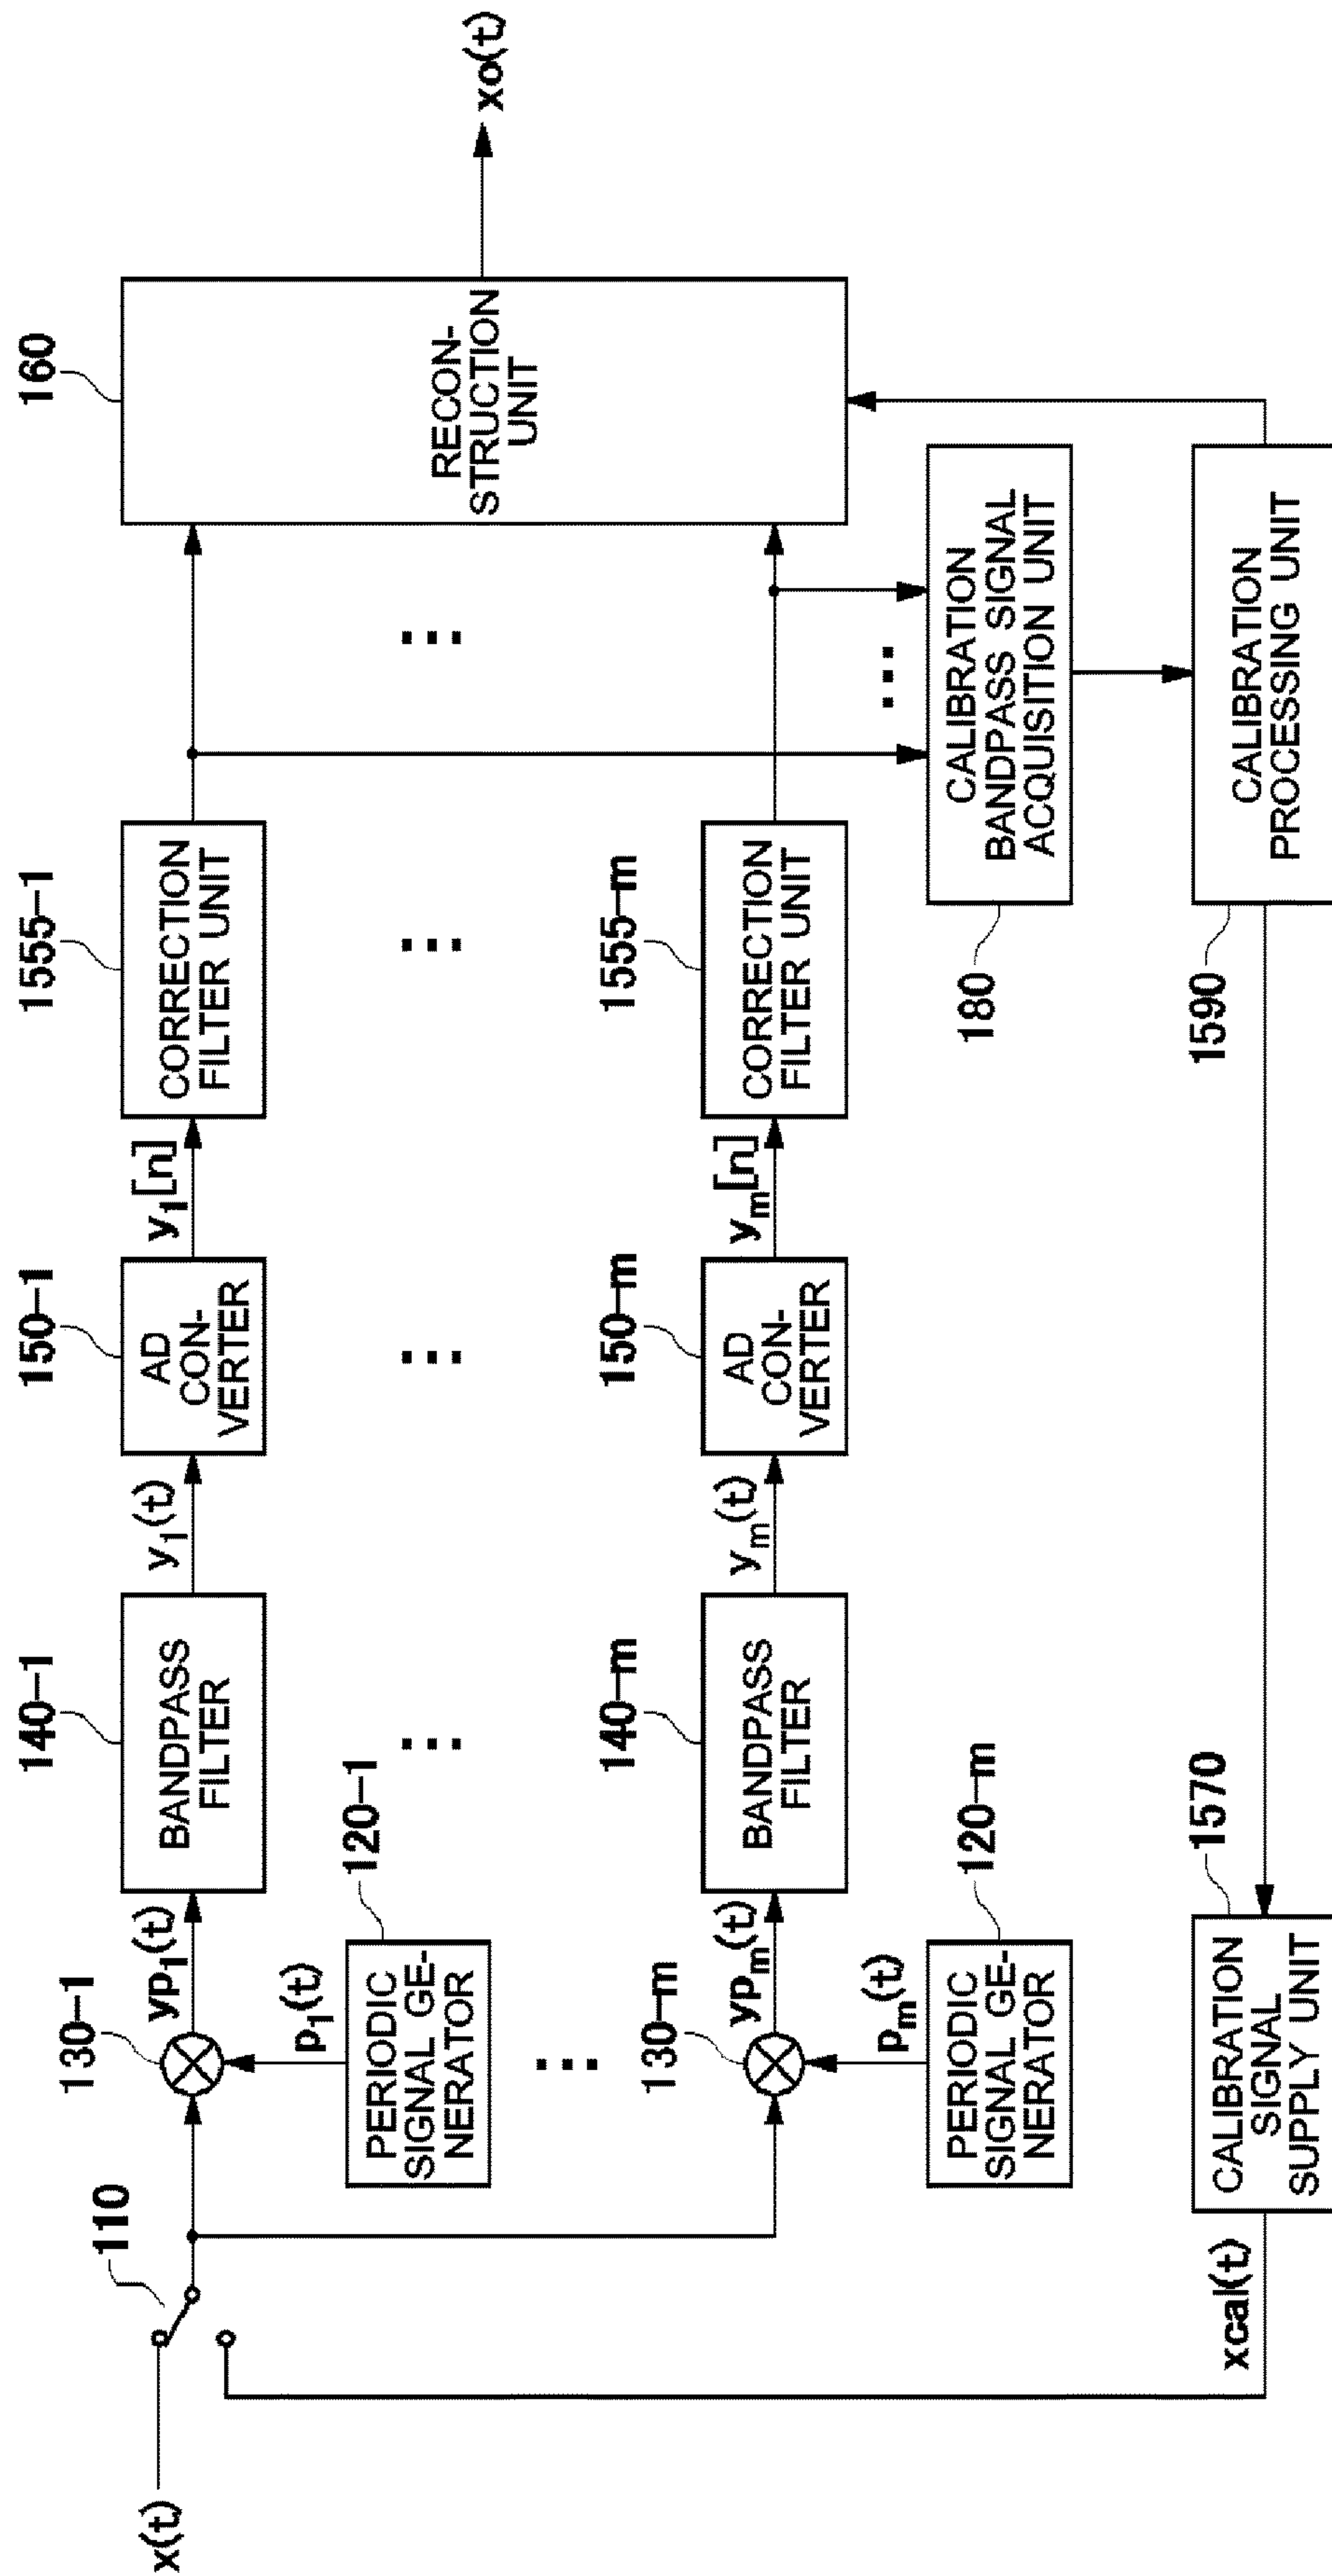 x(t)
110
130-1
yp1(t)
p1(t)
PERIODIC
SIGNAL GE-
NERATOR
120-1
140-1
BANDPASS
FILTER
y1(t)
150-1
AD
CON-
VERTER
y1[n]
1555-1
CORRECTION
FILTER UNIT
160
RECON-
STRUCTION
UNIT
xo(t)
130-m
ypm(t)
pm(t)
PERIODIC
SIGNAL GE-
NERATOR
120-m
140-m
BANDPASS
FILTER
ym(t)
150-m
AD
CON-
VERTER
ym[n]
1555-m
CORRECTION
FILTER UNIT
180
CALIBRATION
BANDPASS SIGNAL
ACQUISITION UNIT
xcal(t)
1570
CALIBRATION
SIGNAL
SUPPLY UNIT
1590
CALIBRATION
PROCESSING UNIT